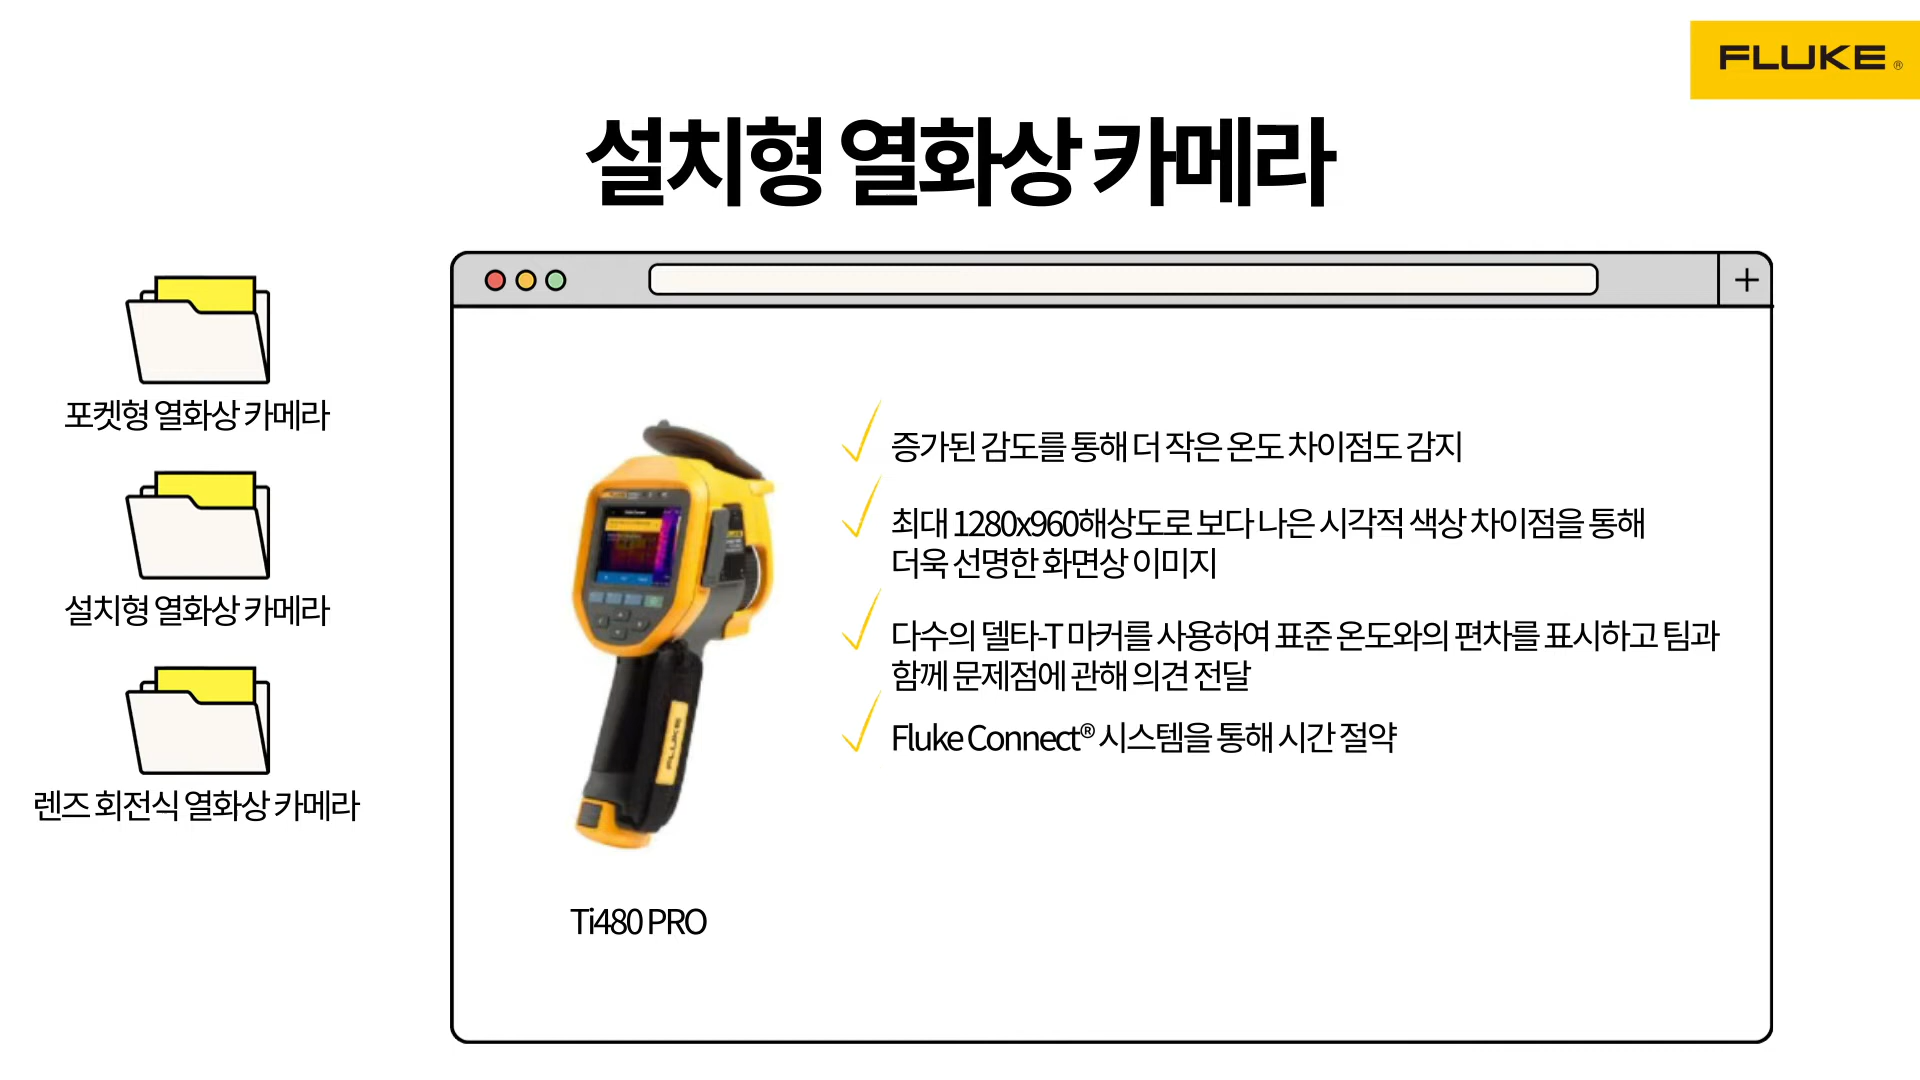 FLUKE®
설치형 열화상 카메라
포켓형 열화상 카메라
설치형 열화상 카메라
렌즈 회전식 열화상 카메라
증가된 감도를 통해 더 작은 온도 차이점도 감지
최대 1280x960해상도로 보다 나은 시각적 색상 차이점을 통해
더욱 선명한 화면상 이미지
다수의 델타-T 마커를 사용하여 표준 온도와의 편차를 표시하고 팀과
함께 문제점에 관해 의견 전달
Fluke Connect® 시스템을 통해 시간 절약
FLUKE
Ti480 PRO